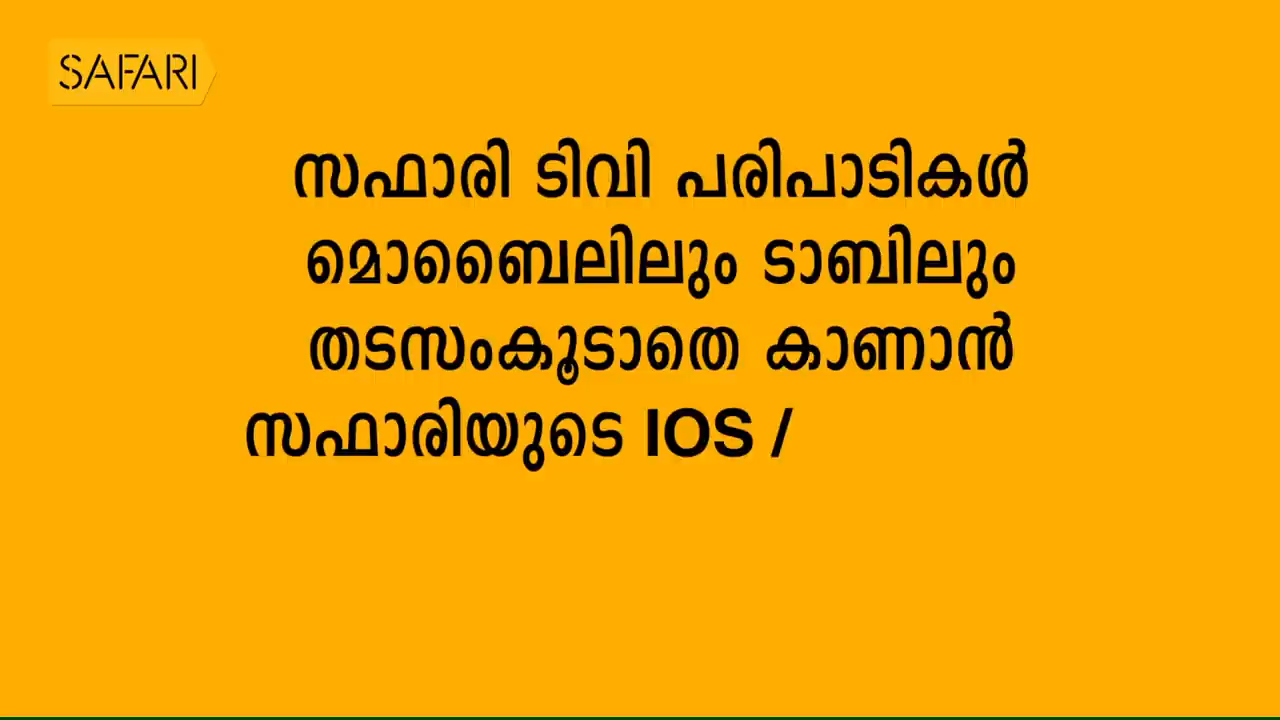 SAFARI
സഫാരി ടിവി പരിപാടികൾ
മൊബൈലിലും ടാബിലും
തടസംകൂടാതെ കാണാൻ
സഫാരിയുടെ IOS /